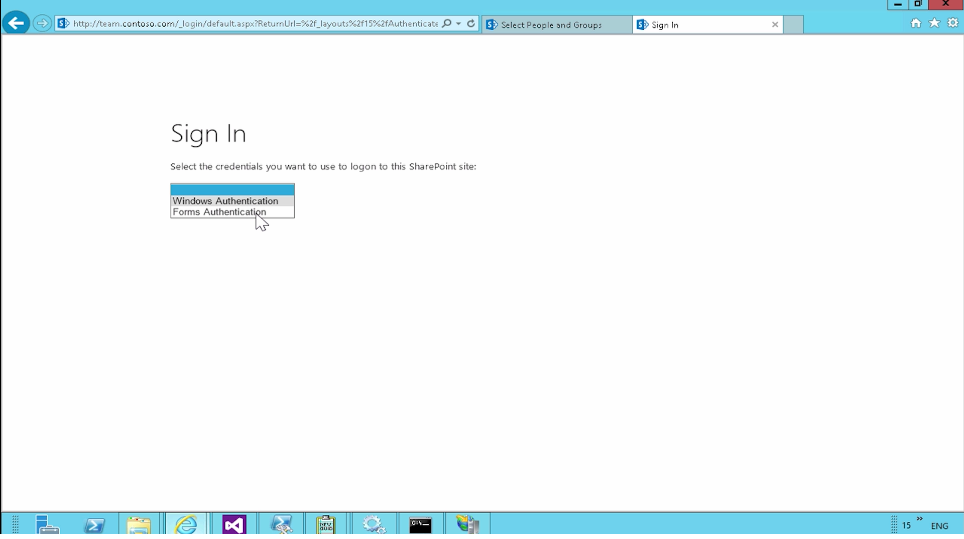 http://team.contoso.com/_login/default.aspx?ReturnUrl=%2f_layouts%2f15%2fAuthenticate
Select People and Groups
Sign In
Sign In
Select the credentials you want to use to logon to this SharePoint site:
Windows Authentication
Forms Authentication
15
ENG